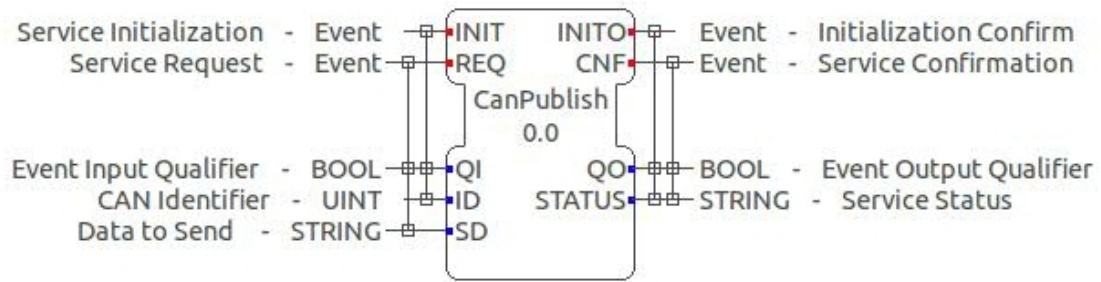 Service Initialization - Event INIT INITO Event - Initialization Confirm
Service Request - Event REQ CNF Event - Service Confirmation
CanPublish
0.0
Event Input Qualifier - BOOL QI QO BOOL - Event Output Qualifier
CAN Identifier - UINT ID STATUS STRING - Service Status
Data to Send - STRING SD